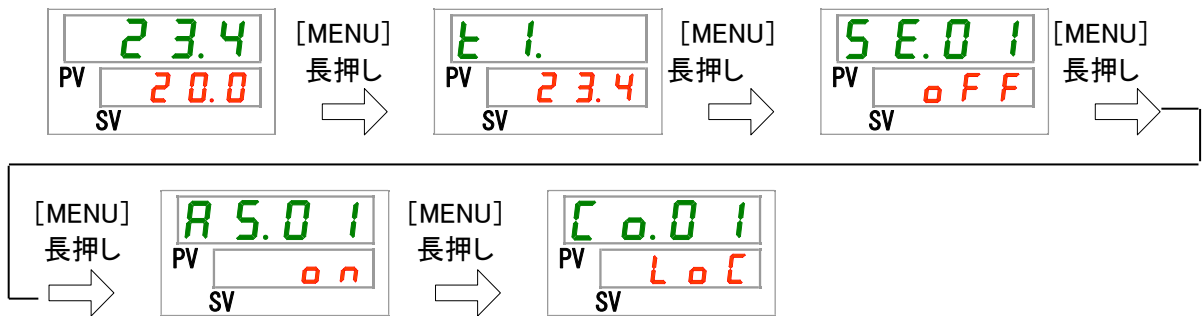 23.4
PV
20.0
SV
[MENU]
長押し
t1.
PV
23.4
SV
[MENU]
長押し
SE.01
PV
oFF
SV
[MENU]
長押し
[MENU]
長押し
AS.01
PV
on
SV
[MENU]
長押し
Co.01
PV
LoC
SV